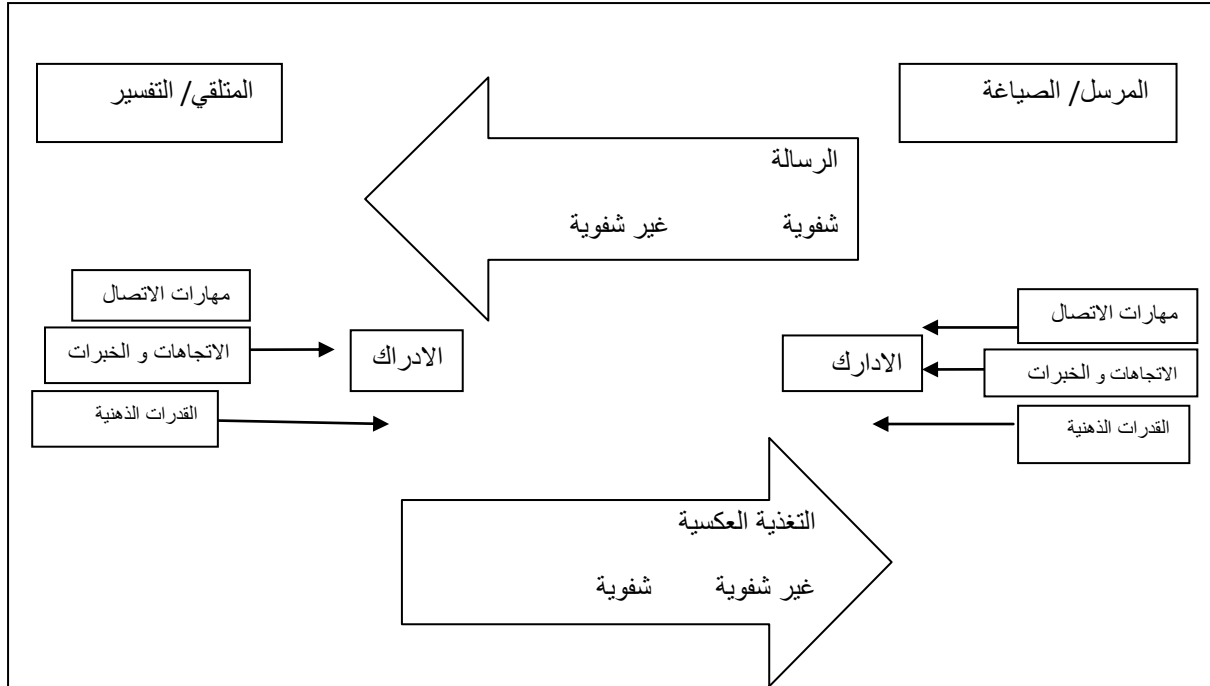 المرسل/ الصياغة
المتلقي/ التفسير
الرسالة
شفوية غير شفوية
مهارات الاتصال
الاتجاهات و الخبرات
القدرات الذهنية
الادارك
الادراك
مهارات الاتصال
الاتجاهات و الخبرات
القدرات الذهنية
التغذية العكسية
غير شفوية شفوية